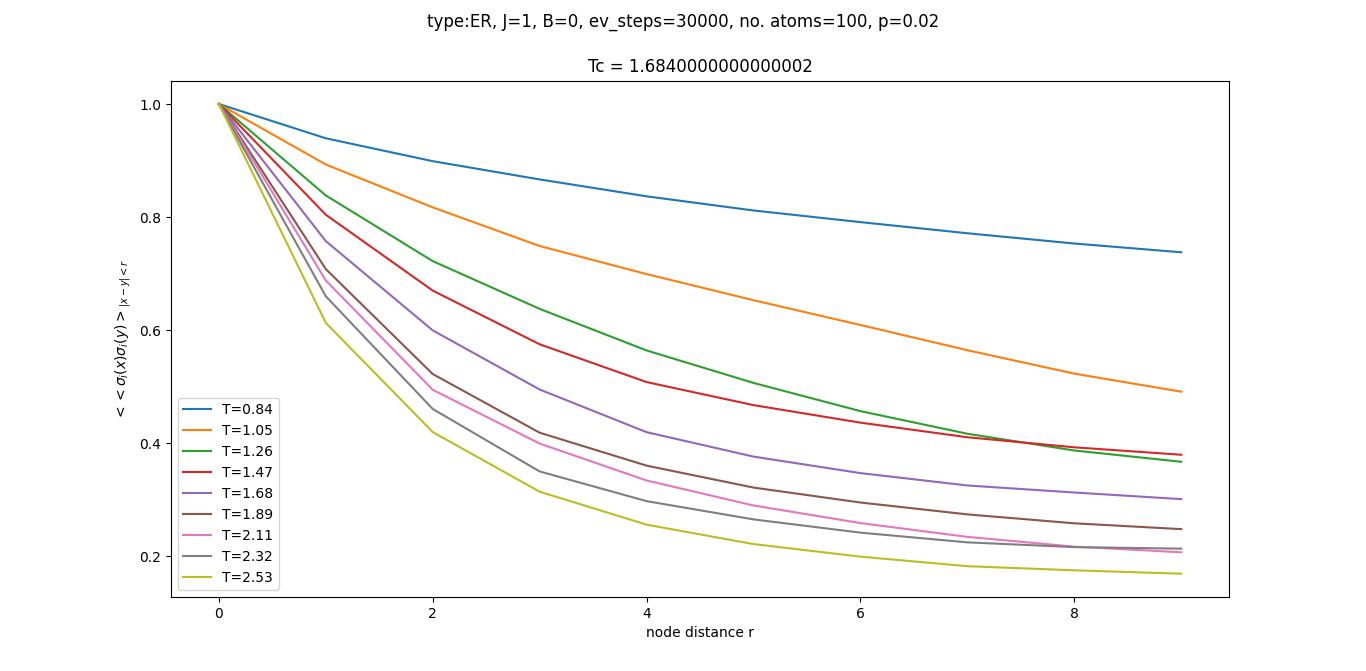 type:ER, J=1, B=0, ev_steps=30000, no. atoms=100, p=0.02
Tc = 1.6840000000000002
1.0
0.8
0.6
0.4
0.2
< < σᵢ(x)σᵢ(y) > |x − y| < r
T=0.84
T=1.05
T=1.26
T=1.47
T=1.68
T=1.89
T=2.11
T=2.32
T=2.53
0 2 4 6 8
node distance r